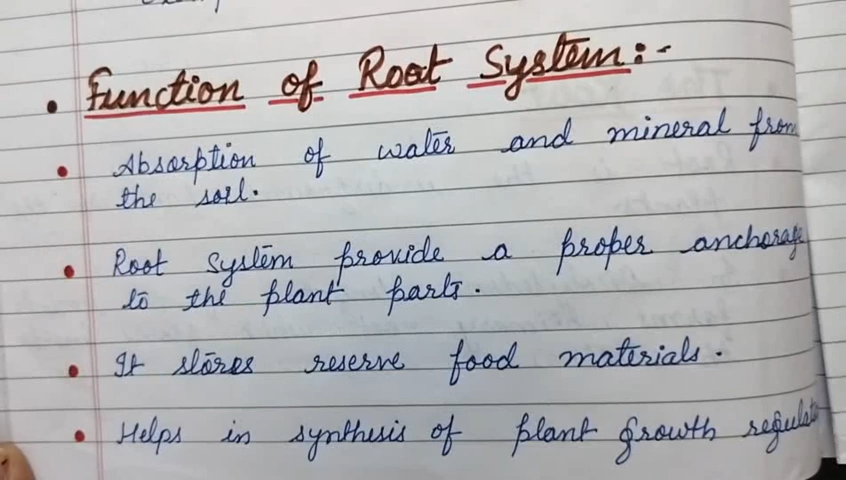 • Function of Root System:-
• Absorption of water and mineral from
the soil.
• Root system provide a proper anchorage
to the plant parts.
• It stores reserve food materials.
• Helps in synthesis of plant growth regulat